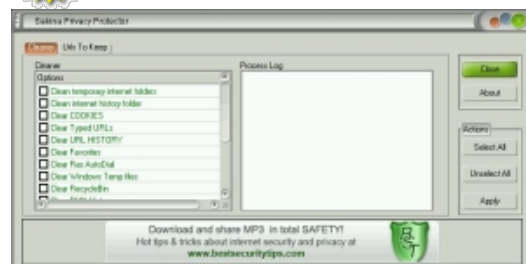 Sakima Privacy Protector
Cleaner
Urls To Keep
Cleaner
Options
Clean temporary internet folders
Clean internet history folder
Clear COOKIES
Clear Typed URLs
Clear URL HISTORY
Clear Favorites
Clear Ras AutoDial
Clear Windows Temp files
Clear RecycleBin
Process Log
Close
About
Actions
Select All
Unselect All
Apply
Download and share MP3 in total SAFETY!
Hot tips & tricks about internet security and privacy at
www.bestsecuritytips.com
BST